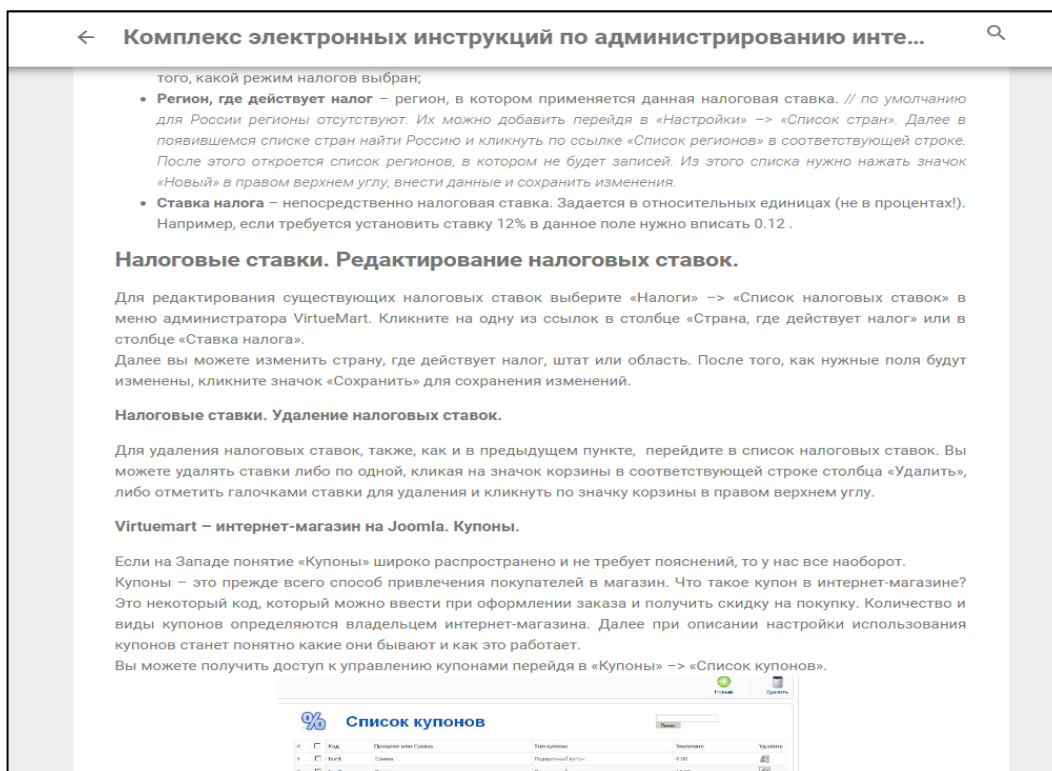 Комплекс электронных инструкций по администрированию инте...
того, какой режим налогов выбран;
• Регион, где действует налог – регион, в котором применяется данная налоговая ставка. // по умолчанию
для России регионы отсутствуют. Их можно добавить перейдя в «Настройки» –> «Список стран». Далее в
появившемся списке стран найти Россию и кликнуть по ссылке «Список регионов» в соответствующей строке.
После этого откроется список регионов, в котором не будет записей. Из этого списка нужно нажать значок
«Новый» в правом верхнем углу, внести данные и сохранить изменения.
• Ставка налога – непосредственно налоговая ставка. Задается в относительных единицах (не в процентах!).
Например, если требуется установить ставку 12% в данное поле нужно вписать 0.12 .
Налоговые ставки. Редактирование налоговых ставок.
Для редактирования существующих налоговых ставок выберите «Налоги» –> «Список налоговых ставок» в
меню администратора VirtueMart. Кликните на одну из ссылок в столбце «Страна, где действует налог» или в
столбце «Ставка налога».
Далее вы можете изменить страну, где действует налог, штат или область. После того, как нужные поля будут
изменены, кликните значок «Сохранить» для сохранения изменений.
Налоговые ставки. Удаление налоговых ставок.
Для удаления налоговых ставок, также, как и в предыдущем пункте, перейдите в список налоговых ставок. Вы
можете удалять ставки либо по одной, кликая на значок корзины в соответствующей строке столбца «Удалить»,
либо отметить галочками ставки для удаления и кликнуть по значку корзины в правом верхнем углу.
Virtuemart – интернет-магазин на Joomla. Купоны.
Если на Западе понятие «Купоны» широко распространено и не требует пояснений, то у нас все наоборот.
Купоны – это прежде всего способ привлечения покупателей в магазин. Что такое купон в интернет-магазине?
Это некоторый код, который можно ввести при оформлении заказа и получить скидку на покупку. Количество и
виды купонов определяются владельцем интернет-магазина. Далее при описании настройки использования
купонов станет понятно какие они бывают и как это работает.
Вы можете получить доступ к управлению купонами перейдя в «Купоны» –> «Список купонов».
Новый Удалить
% Список купонов Поиск
# Код Процент или Сумма Тип купона Значение Удалить
1 Сумма Подарочный купон